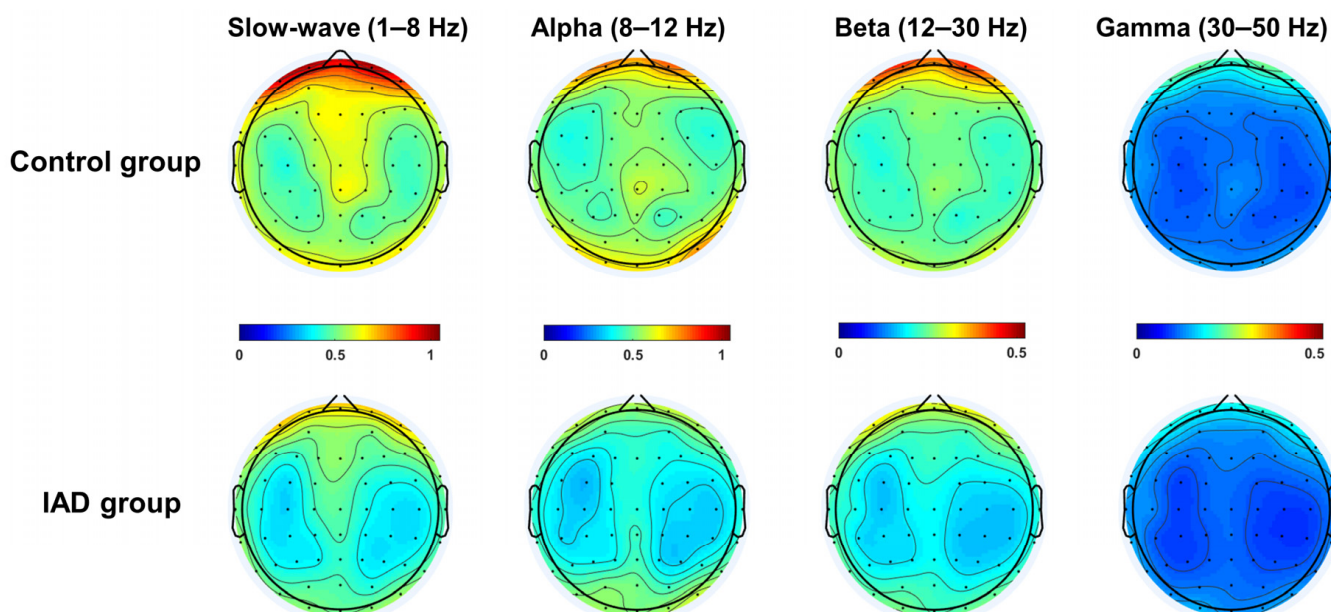 Slow-wave (1–8 Hz)
Alpha (8–12 Hz)
Beta (12–30 Hz)
Gamma (30–50 Hz)
Control group
0 0.5 1
0 0.5 1
0 0.5
0 0.5
IAD group